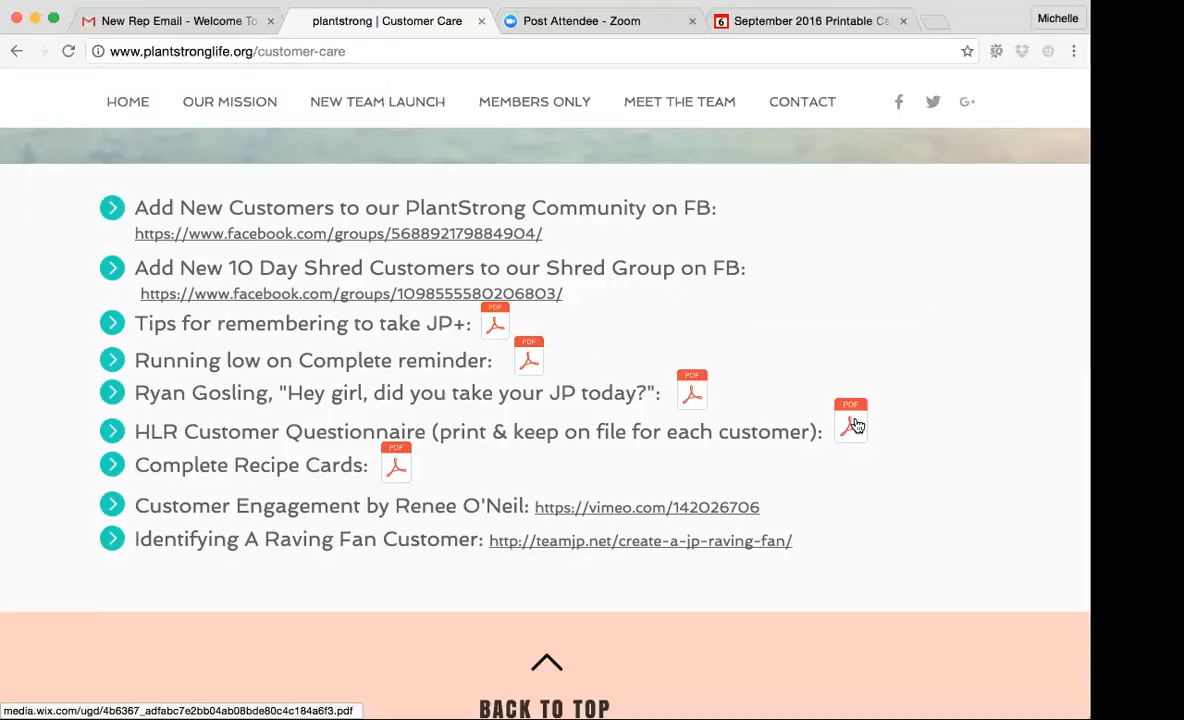 New Rep Email - Welcome To
plantstrong | Customer Care
Post Attendee - Zoom
6 September 2016 Printable Ca
Michelle
www.plantstronglife.org/customer-care
HOME OUR MISSION NEW TEAM LAUNCH MEMBERS ONLY MEET THE TEAM CONTACT f G+
Add New Customers to our PlantStrong Community on FB:
https://www.facebook.com/groups/568892179884904/
Add New 10 Day Shred Customers to our Shred Group on FB:
https://www.facebook.com/groups/1098555580206803/
Tips for remembering to take JP+: PDF
Running low on Complete reminder: PDF
Ryan Gosling, "Hey girl, did you take your JP today?": PDF
HLR Customer Questionnaire (print & keep on file for each customer): PDF
Complete Recipe Cards: PDF
Customer Engagement by Renee O'Neil: https://vimeo.com/142026706
Identifying A Raving Fan Customer: http://teamjp.net/create-a-jp-raving-fan/
BACK TO TOP
media.wix.com/ugd/4b6367_adfabc7e2bb04ab08bde80c4c184a6f3.pdf